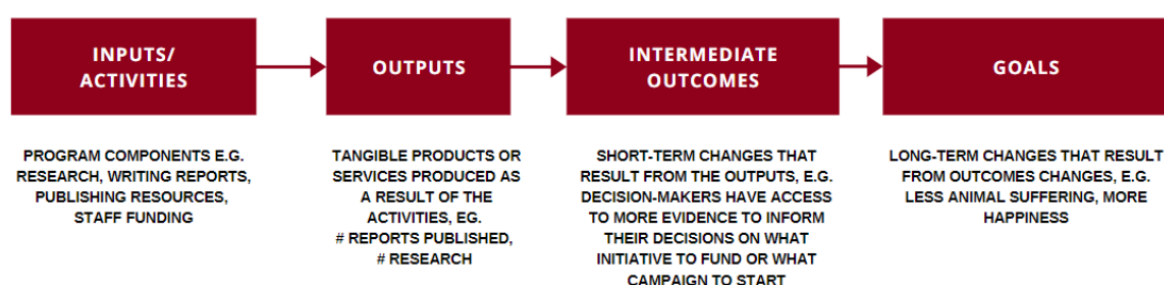 INPUTS/
ACTIVITIES
OUTPUTS
INTERMEDIATE
OUTCOMES
GOALS
PROGRAM COMPONENTS E.G.
RESEARCH, WRITING REPORTS,
PUBLISHING RESOURCES,
STAFF FUNDING
TANGIBLE PRODUCTS OR
SERVICES PRODUCED AS
A RESULT OF THE
ACTIVITIES, EG.
# REPORTS PUBLISHED,
# RESEARCH
SHORT-TERM CHANGES THAT
RESULT FROM THE OUTPUTS, E.G.
DECISION-MAKERS HAVE ACCESS
TO MORE EVIDENCE TO INFORM
THEIR DECISIONS ON WHAT
INITIATIVE TO FUND OR WHAT
CAMPAIGN TO START
LONG-TERM CHANGES THAT RESULT
FROM OUTCOMES CHANGES, E.G.
LESS ANIMAL SUFFERING, MORE
HAPPINESS